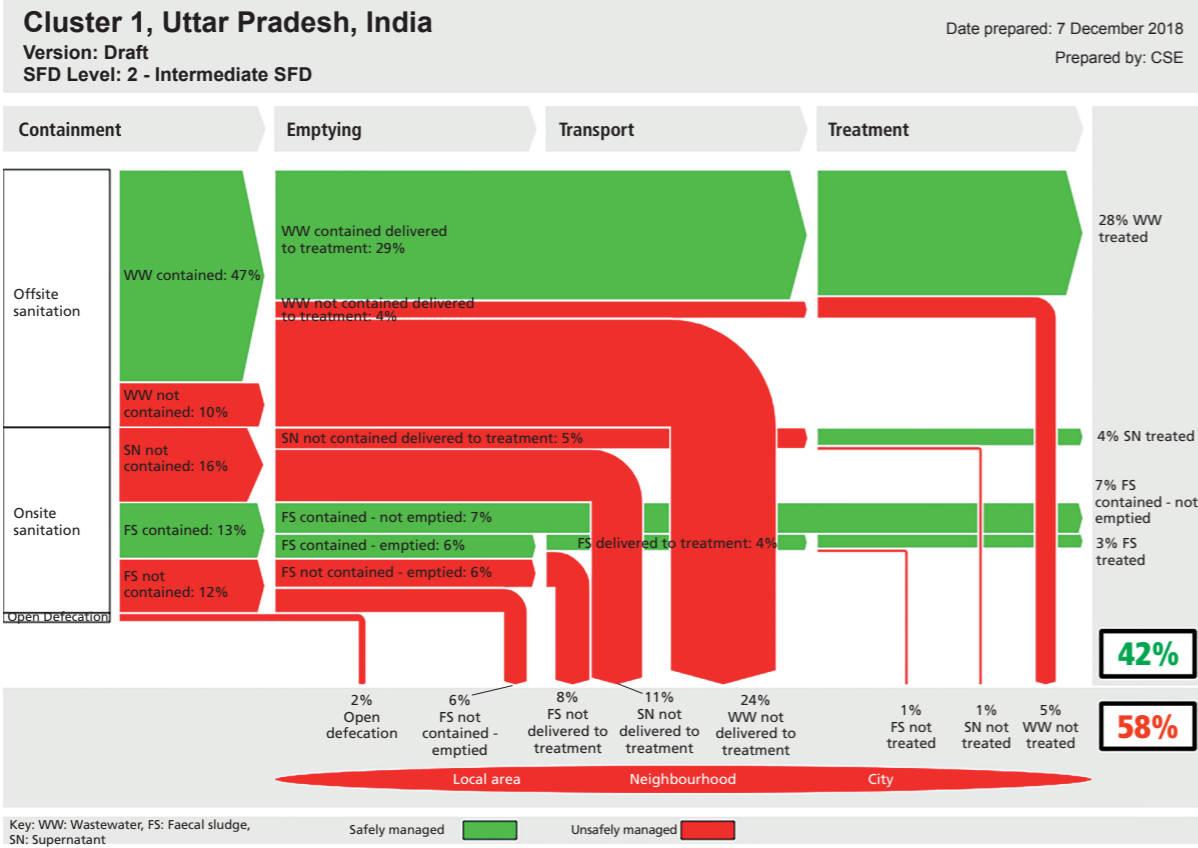 Cluster 1, Uttar Pradesh, India
Version: Draft
SFD Level: 2 - Intermediate SFD
Date prepared: 7 December 2018
Prepared by: CSE
Containment
Emptying
Transport
Treatment
Offsite
sanitation
WW contained: 47%
WW contained delivered
to treatment: 29%
28% WW
treated
WW not contained delivered
to treatment: 4%
WW not
contained: 10%
SN not
contained: 16%
SN not contained delivered to treatment: 5%
4% SN treated
Onsite
sanitation
FS contained: 13%
FS contained - not emptied: 7%
7% FS
contained - not
emptied
FS contained - emptied: 6%
FS delivered to treatment: 4%
3% FS
treated
FS not
contained: 12%
FS not contained - emptied: 6%
Open Defecation
42%
2%
Open
defecation
6%
FS not
contained -
emptied
8%
FS not
delivered to
treatment
11%
SN not
delivered to
treatment
24%
WW not
delivered to
treatment
1%
FS not
treated
1%
SN not
treated
5%
WW not
treated
58%
Local area
Neighbourhood
City
Key: WW: Wastewater, FS: Faecal sludge,
SN: Supernatant
Safely managed
Unsafely managed